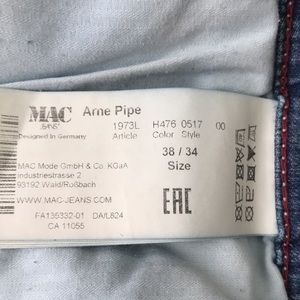 MAC Arne Pipe
JEANS
Designed in Germany
1973L H476 0517 00
Article Color Style
38 / 34
Size
MAC Mode GmbH & Co. KGaA
Industriestrasse 2
93192 Wald/Roßbach
WWW.MAC-JEANS.COM
EAC
FA135332-01 DA/L824
CA 11055